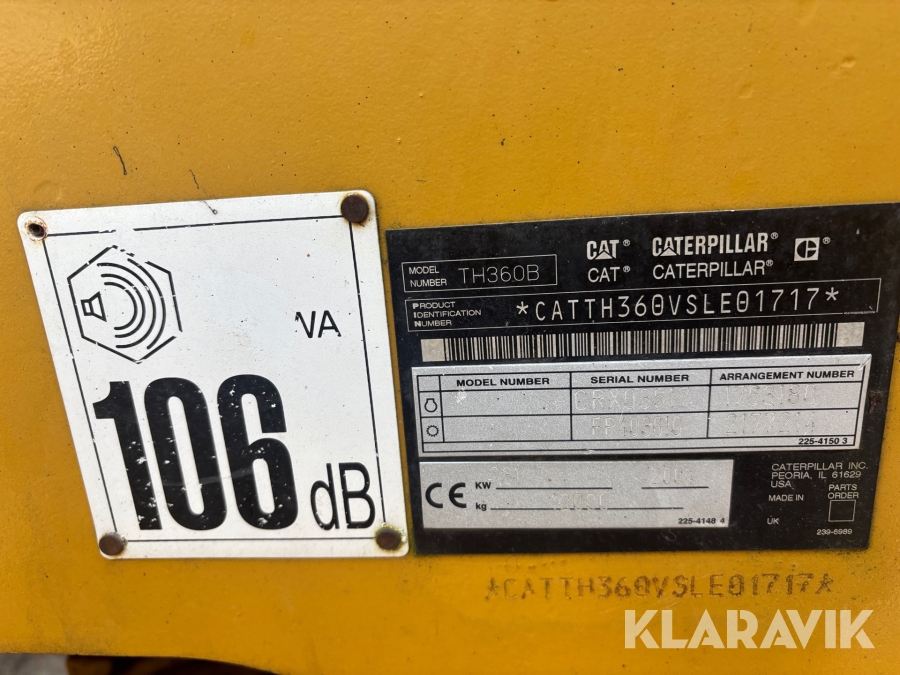 VA
106
dB
CAT® CATERPILLAR® C®
CAT® CATERPILLAR®
MODEL NUMBER TH360B
PRODUCT IDENTIFICATION NUMBER *CATTH360VSLE01717*
MODEL NUMBER SERIAL NUMBER ARRANGEMENT NUMBER
225-4150 3
CE
KW
kg
225-4148 4
CATERPILLAR INC.
PEORIA, IL 61629
USA
MADE IN
UK
PARTS ORDER
239-6989
*CATTH360VSLE01717*
KLARAVIK